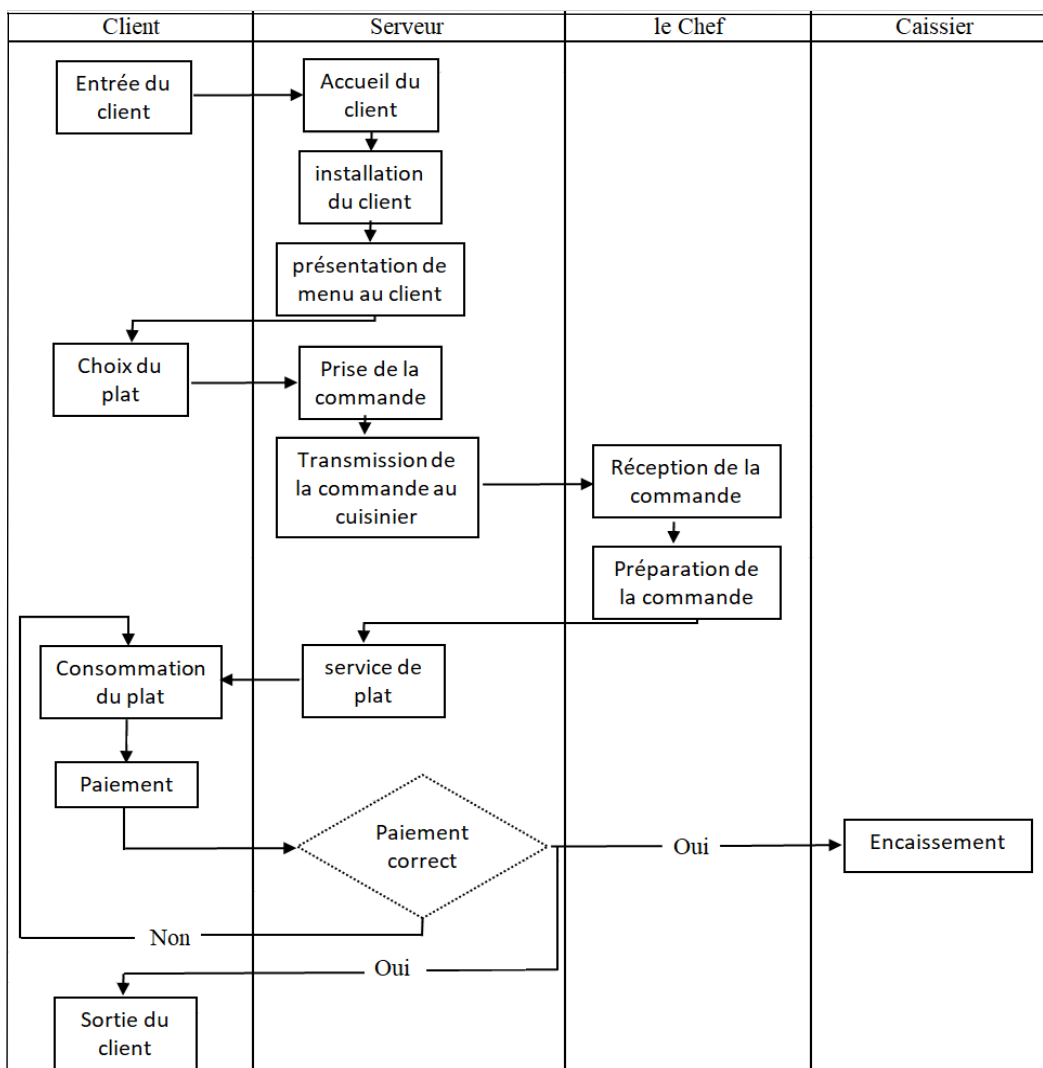 Client
Serveur
le Chef
Caissier
Entrée du
client
Accueil du
client
installation
du client
présentation de
menu au client
Choix du
plat
Prise de la
commande
Transmission de
la commande au
cuisinier
Réception de la
commande
Préparation de
la commande
service de
plat
Consommation
du plat
Paiement
Paiement
correct
Oui
Encaissement
Non
Oui
Sortie du
client